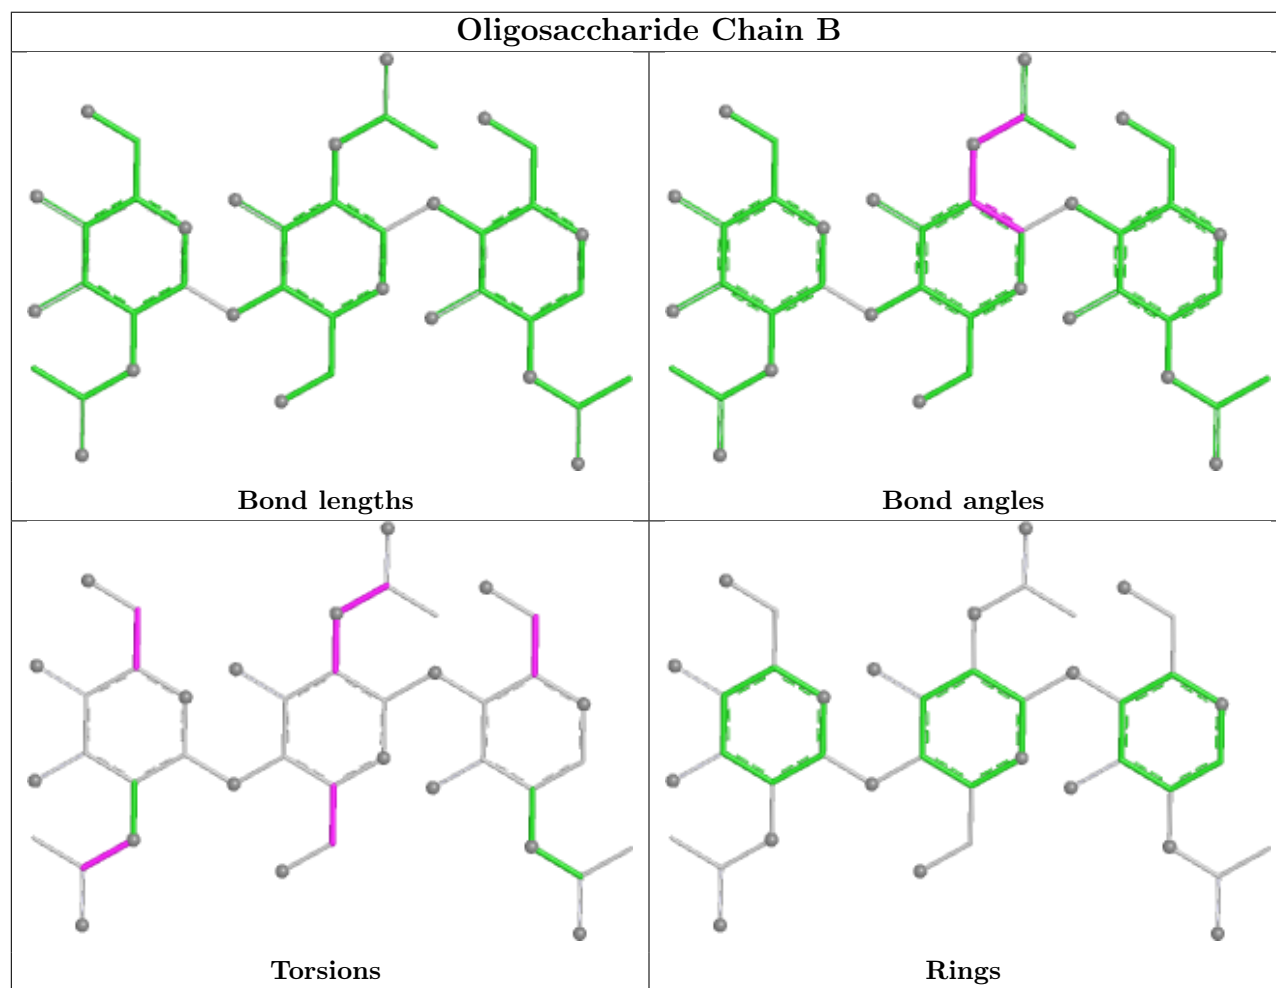 Oligosaccharide Chain B
Bond lengths
Bond angles
Torsions
Rings